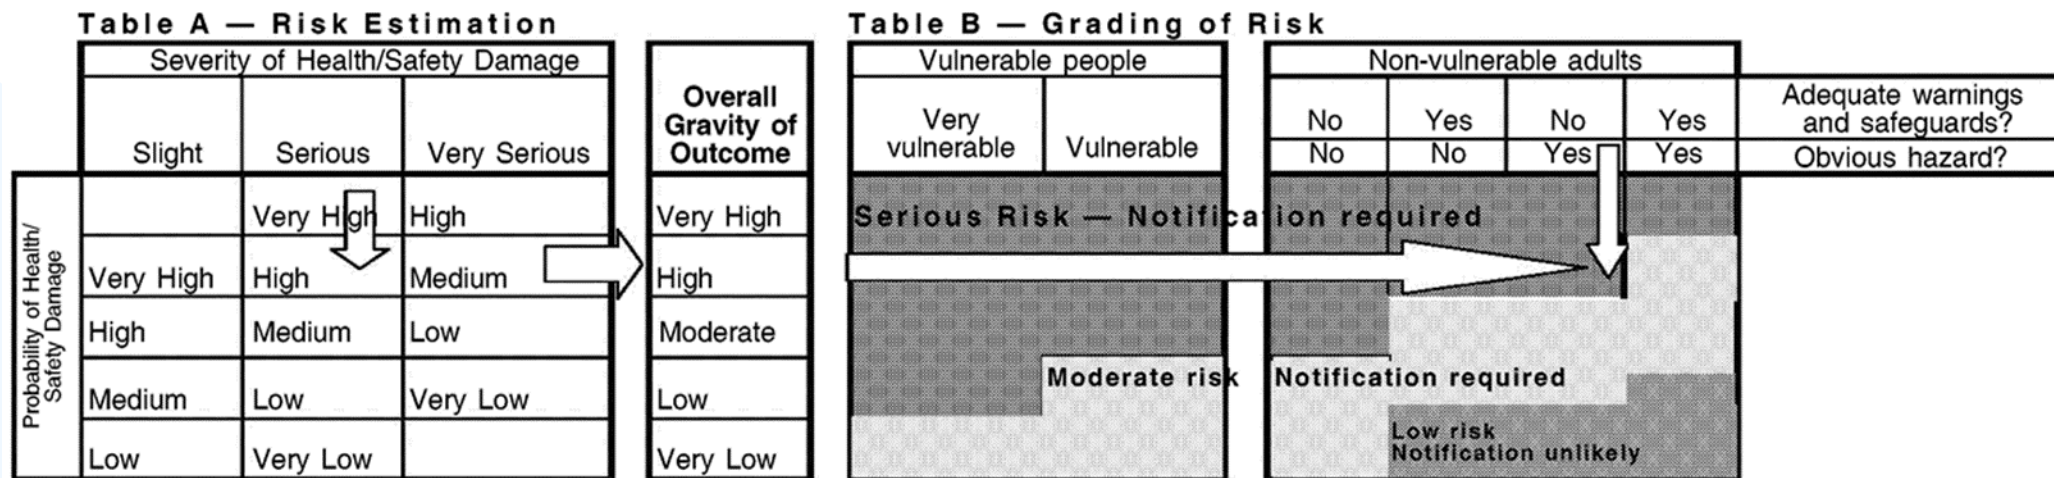 Table A — Risk Estimation
Table B — Grading of Risk
Severity of Health/Safety Damage
Slight
Serious
Very Serious
Overall
Gravity of
Outcome
Vulnerable people
Very
vulnerable
Vulnerable
Non-vulnerable adults
No Yes No Yes
Adequate warnings
and safeguards?
No No Yes Yes
Obvious hazard?
Probability of Health/
Safety Damage
Very High High
Very High
Serious Risk — Notification required
Very High High Medium
High
High Medium Low
Moderate
Medium Low Very Low
Low
Moderate risk Notification required
Low Very Low
Very Low
Low risk
Notification unlikely